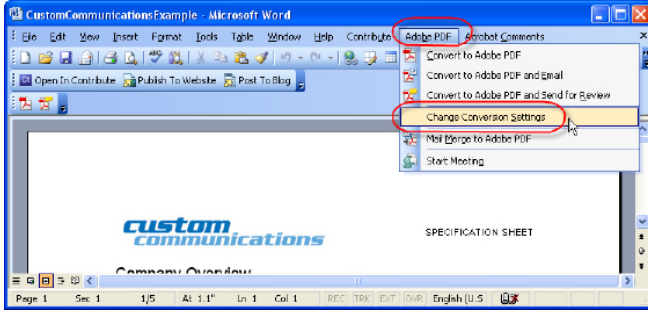 CustomCommunicationsExample - Microsoft Word
File Edit View Insert Format Tools Table Window Help Contribute Adobe PDF Acrobat Comments
Convert to Adobe PDF
Open In Contribute Publish To Website Post To Blog
Convert to Adobe PDF and Email
Convert to Adobe PDF and Send for Review
Change Conversion Settings
Mail Merge to Adobe PDF
Start Meeting
custom
communications
SPECIFICATION SHEET
Company Overview
Page 1 Sec 1 1/5 At 1.1" Ln 1 Col 1 REC TRK EXT OVR English (U.S